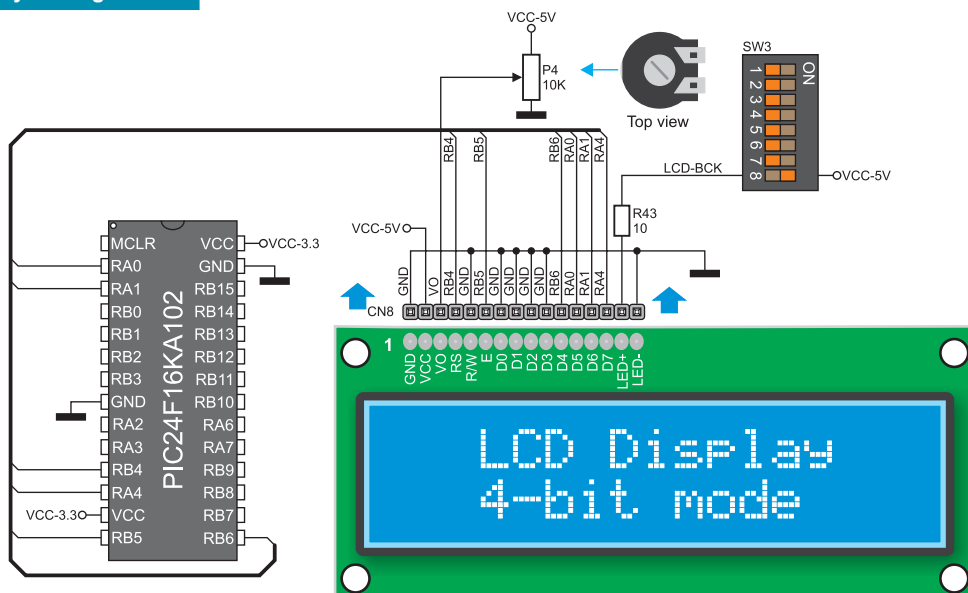 VCC-5V
P4
10K
Top view
SW3
ON
1
2
3
4
5
6
7
8
LCD-BCK
VCC-5V
R43
10
RB4
RB5
RB6
RA0
RA1
RA4
VCC-5V
GND
VO
RB4
GND
RB5
GND
GND
GND
GND
RB6
RA0
RA1
RA4
CN8
1
GND
VCC
VO
RS
R/W
E
D0
D1
D2
D3
D4
D5
D6
D7
LED+
LED-
LCD Display
4-bit mode
PIC24F16KA102
MCLR VCC VCC-3.3
RA0 GND
RA1 RB15
RB0 RB14
RB1 RB13
RB2 RB12
RB3 RB11
GND RB10
RA2 RA6
RA3 RA7
RB4 RB9
RA4 RB8
VCC-3.3 VCC RB7
RB5 RB6